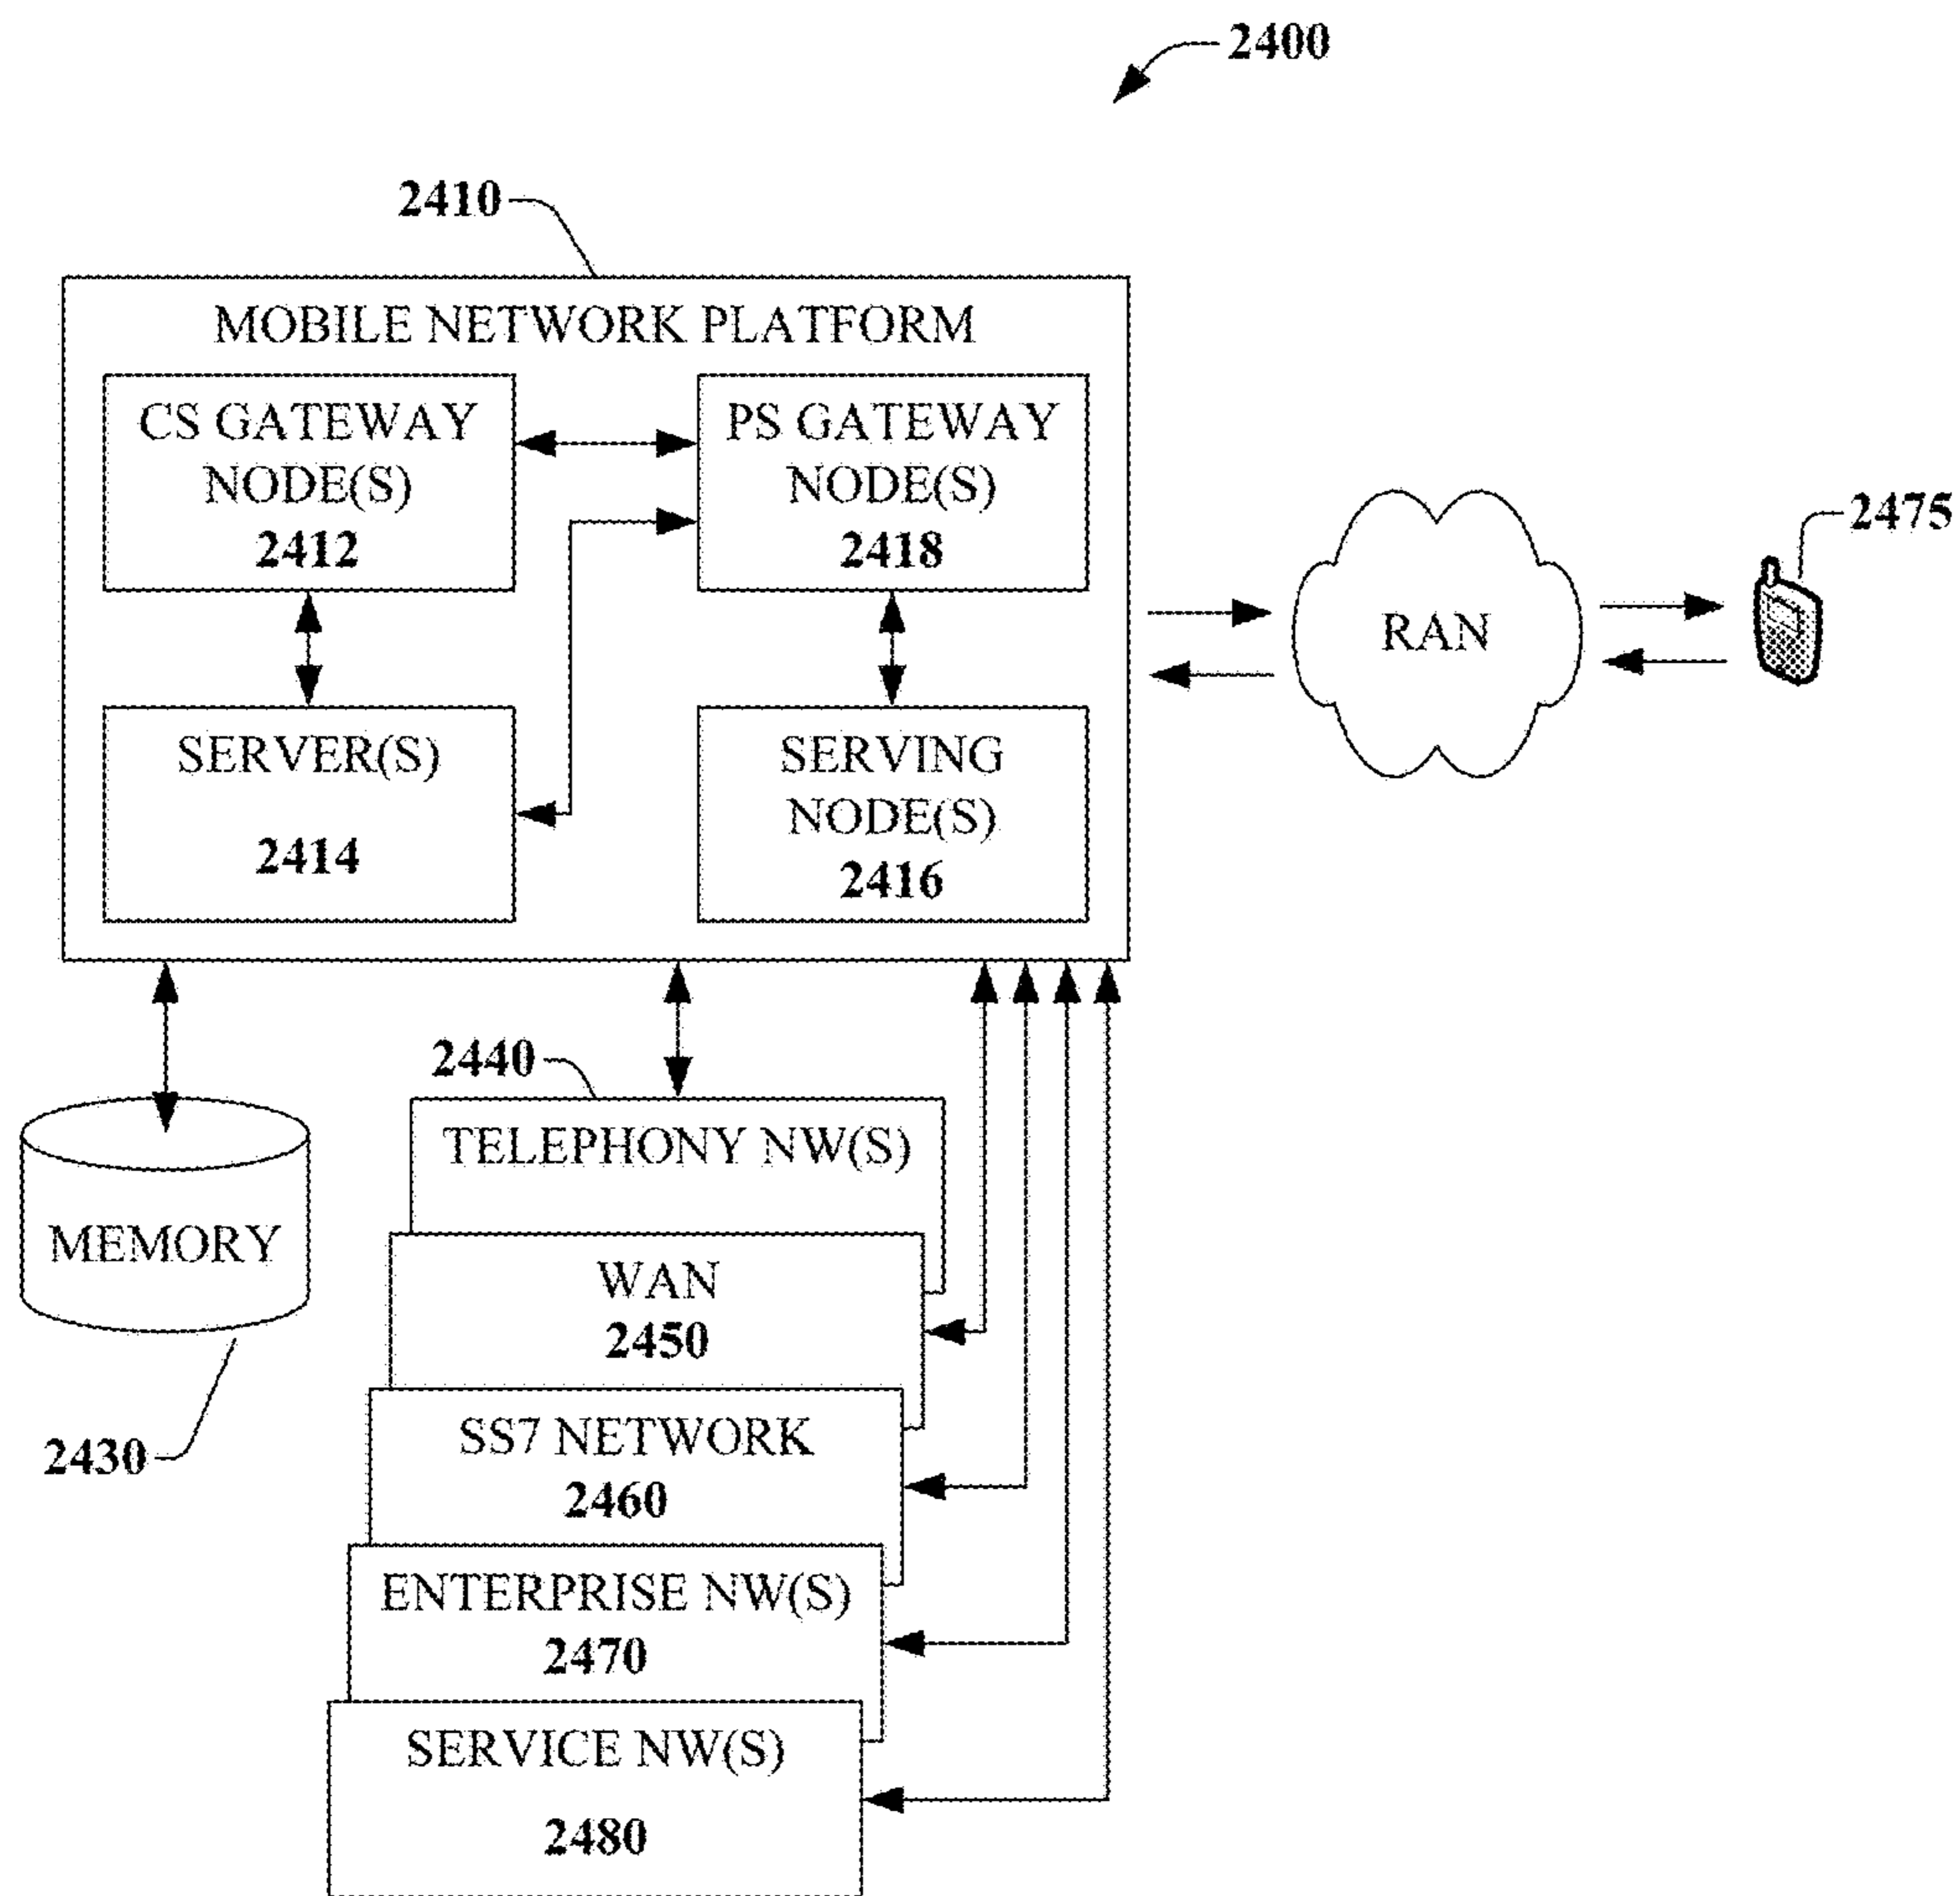 2400
2410
MOBILE NETWORK PLATFORM
CS GATEWAY
NODE(S)
2412
PS GATEWAY
NODE(S)
2418
SERVER(S)
2414
SERVING
NODE(S)
2416
RAN
2475
2440
TELEPHONY NW(S)
MEMORY
2430
WAN
2450
SS7 NETWORK
2460
ENTERPRISE NW(S)
2470
SERVICE NW(S)
2480